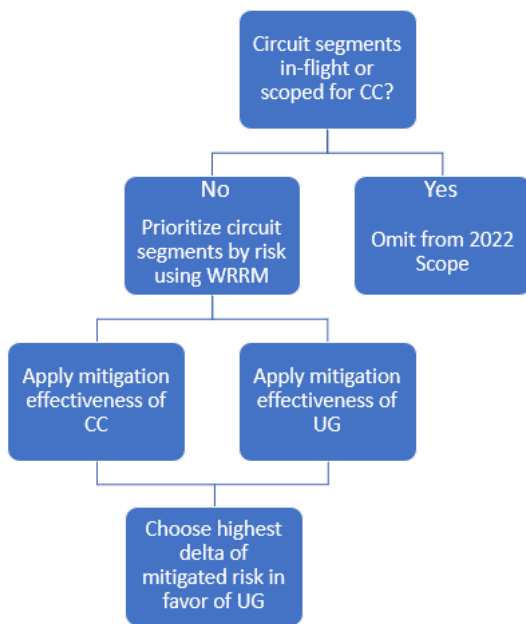 Circuit segments
in-flight or
scoped for CC?
No
Prioritize circuit
segments by risk
using WRRM
Yes
Omit from 2022
Scope
Apply mitigation
effectiveness of
CC
Apply mitigation
effectiveness of
UG
Choose highest
delta of
mitigated risk in
favor of UG